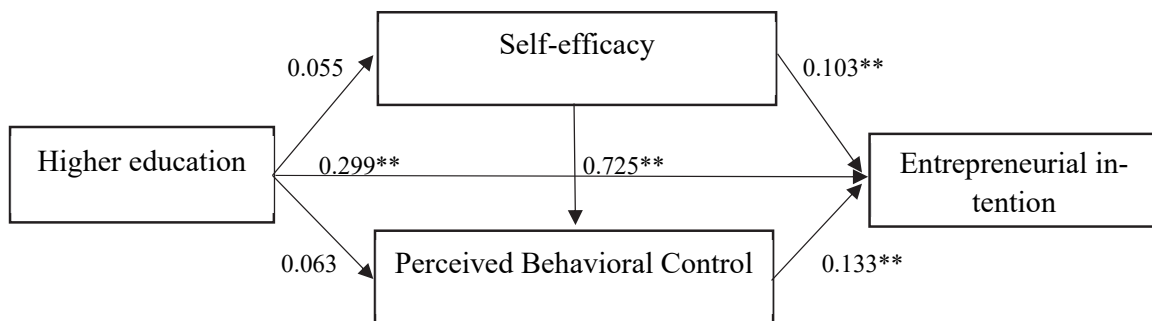 Self-efficacy
0.055
0.103**
Higher education
0.299**
0.725**
Entrepreneurial in-
tention
0.063
Perceived Behavioral Control
0.133**